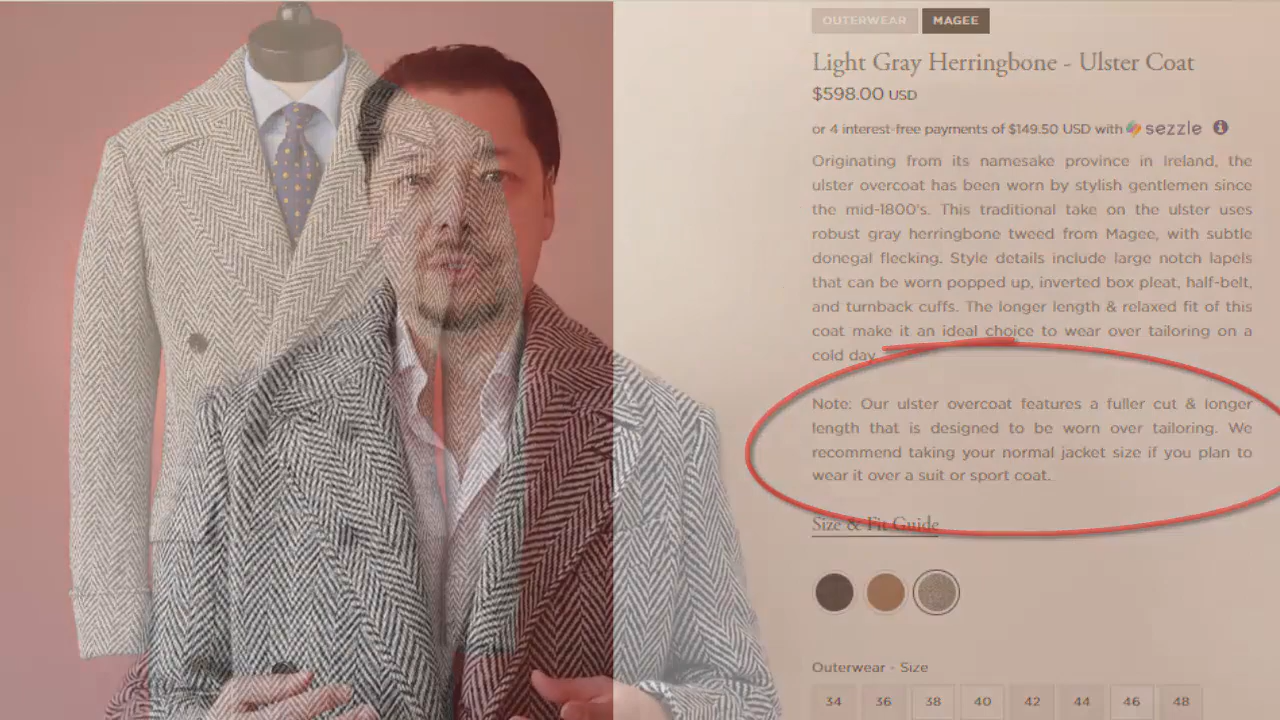 OUTERWEAR MAGEE
Light Gray Herringbone - Ulster Coat
$598.00 USD
or 4 interest-free payments of $149.50 USD with sezzle
Originating from its namesake province in Ireland, the
ulster overcoat has been worn by stylish gentlemen since
the mid-1800's. This traditional take on the ulster uses
robust gray herringbone tweed from Magee, with subtle
donegal flecking. Style details include large notch lapels
that can be worn popped up, inverted box pleat, half-belt,
and turnback cuffs. The longer length & relaxed fit of this
coat make it an ideal choice to wear over tailoring on a
cold day.
Note: Our ulster overcoat features a fuller cut & longer
length that is designed to be worn over tailoring. We
recommend taking your normal jacket size if you plan to
wear it over a suit or sport coat.
Size & Fit Guide
Outerwear - Size
34 36 38 40 42 44 46 48